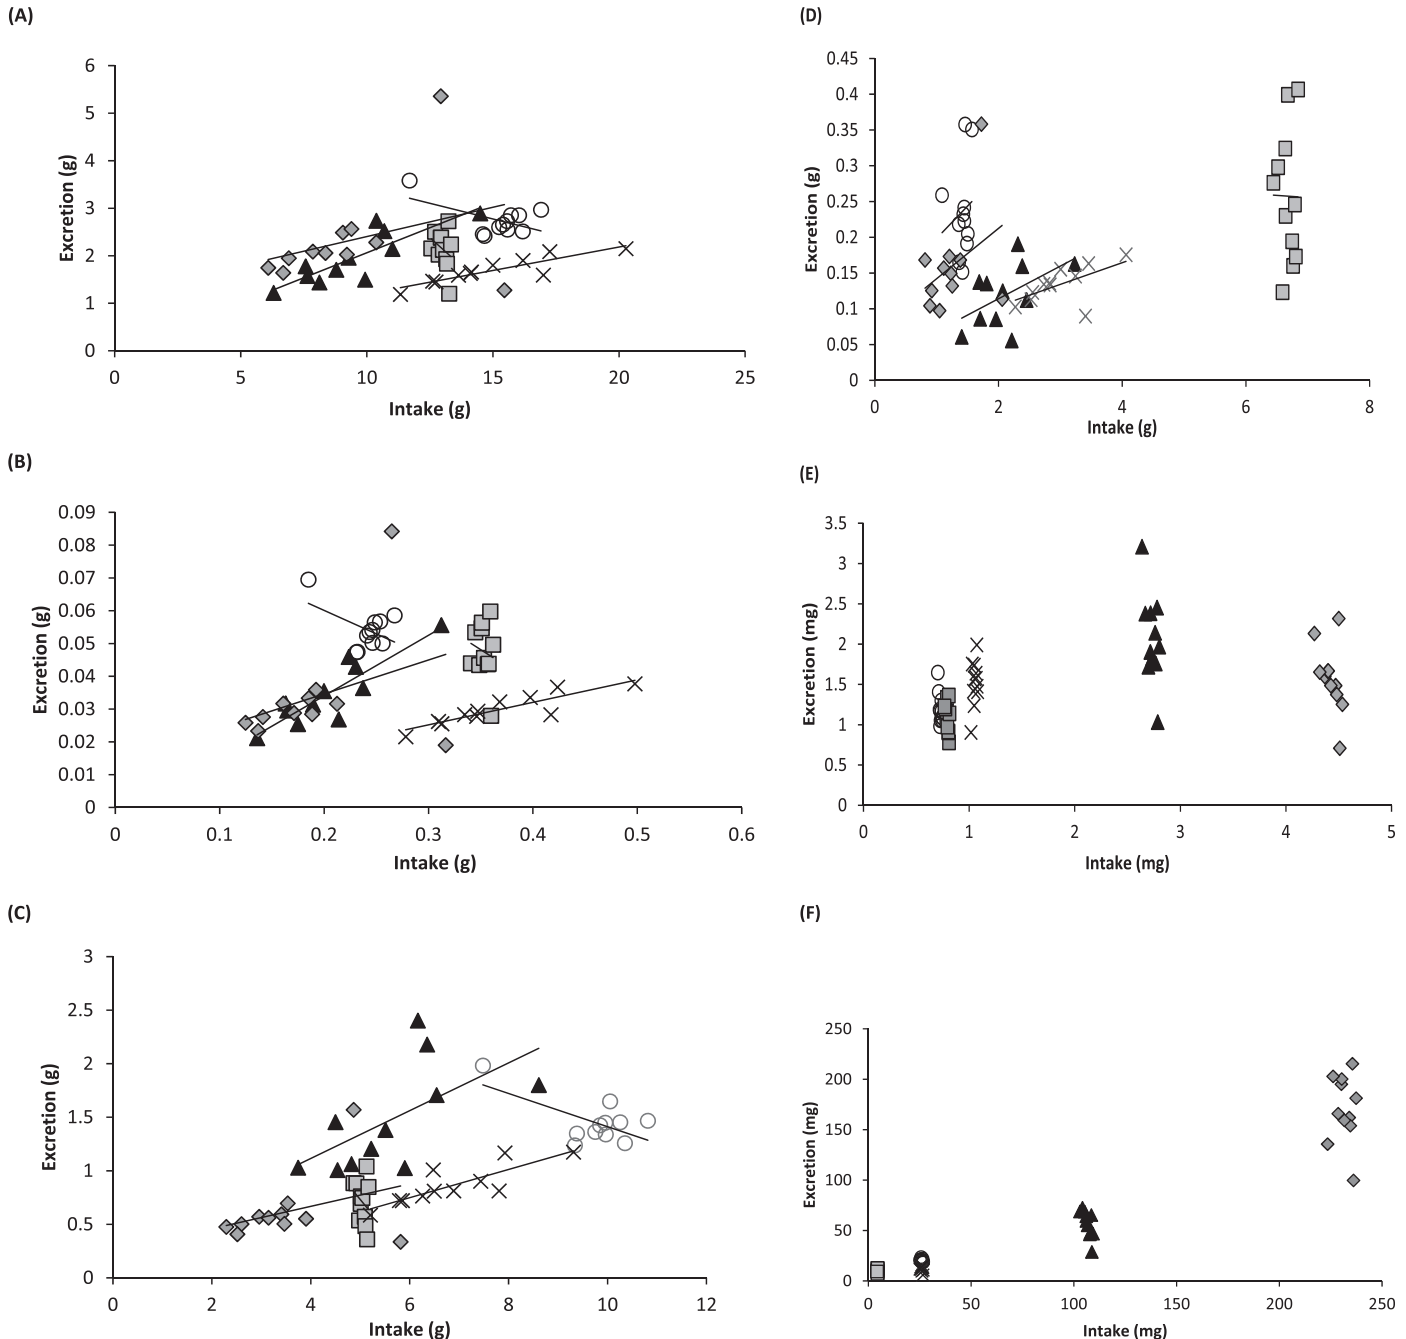 (A)
6
5
4
3
2
1
0
Excretion (g)
0 5 10 15 20 25
Intake (g)
(D)
0.45
0.4
0.35
0.3
0.25
0.2
0.15
0.1
0.05
0
Excretion (g)
0 2 4 6 8
Intake (g)
(B)
0.09
0.08
0.07
0.06
0.05
0.04
0.03
0.02
0.01
0
Excretion (g)
0 0.1 0.2 0.3 0.4 0.5 0.6
Intake (g)
(E)
3.5
3
2.5
2
1.5
1
0.5
0
Excretion (mg)
0 1 2 3 4 5
Intake (mg)
(C)
3
2.5
2
1.5
1
0.5
0
Excretion (g)
0 2 4 6 8 10 12
Intake (g)
(F)
250
200
150
100
50
0
Excretion (mg)
0 50 100 150 200 250
Intake (mg)